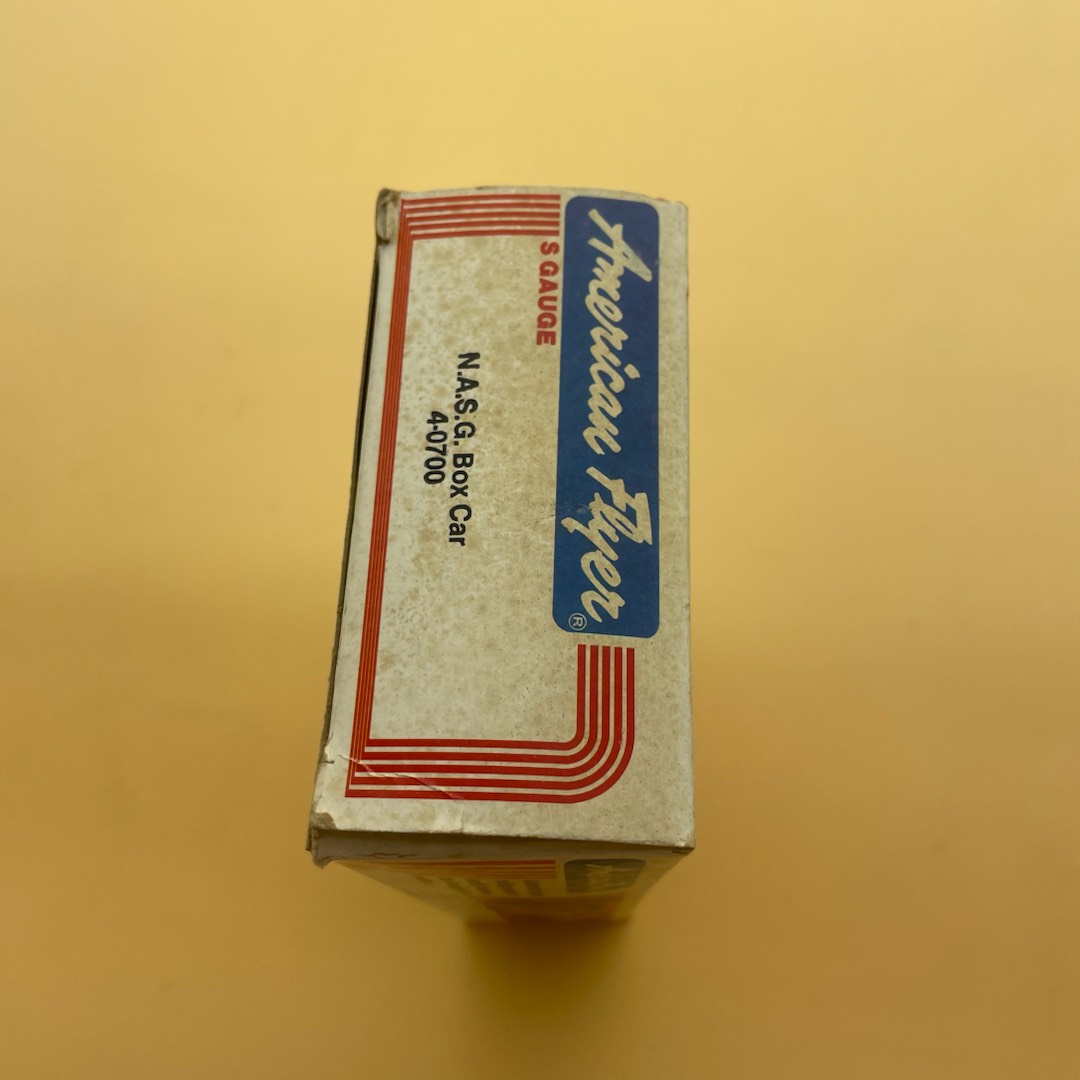 American Flyer®
S GAUGE
N.A.S.G. Box Car
4-0700